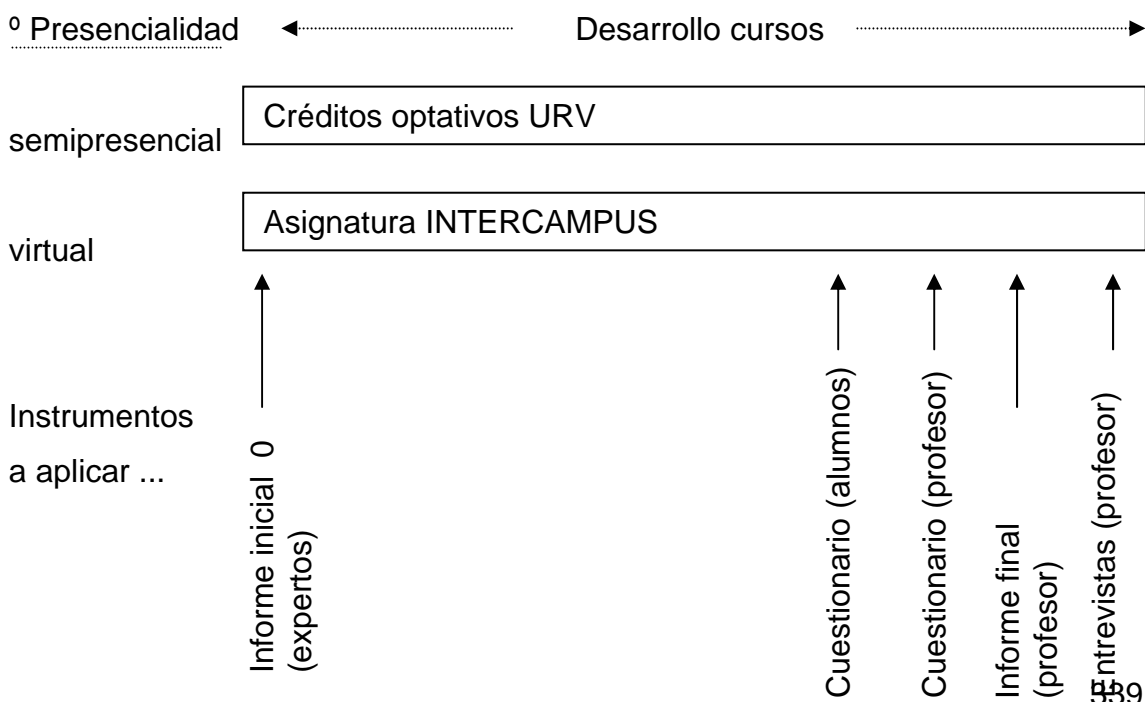 º Presencialidad
Desarrollo cursos
Créditos optativos URV
semipresencial
Asignatura INTERCAMPUS
virtual
Instrumentos
a aplicar ...
Informe inicial 0
(expertos)
Cuestionario (alumnos)
Cuestionario (profesor)
Informe final
(profesor)
Entrevistas (profesor)
339